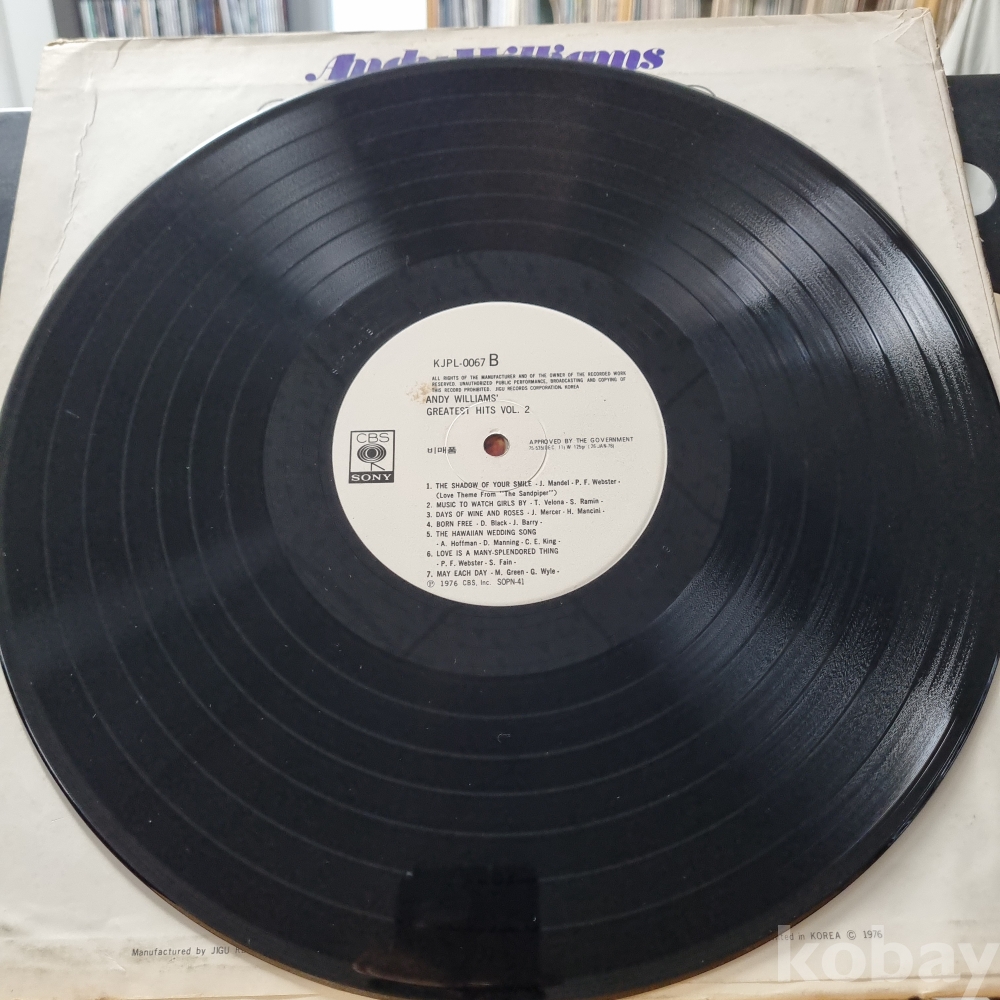 Andy Williams
KJPL-0067 B
ALL RIGHTS OF THE MANUFACTURER AND OF THE OWNER OF THE RECORDED WORK
RESERVED. UNAUTHORIZED PUBLIC PERFORMANCE, BROADCASTING AND COPYING OF
THIS RECORD PROHIBITED. JIGU RECORDS CORPORATION, KOREA
ANDY WILLIAMS'
GREATEST HITS VOL. 2
CBS
SONY
비매품
APPROVED BY THE GOVERNMENT
1. THE SHADOW OF YOUR SMILE - J. Mandel - P. F. Webster -
(Love Theme From "The Sandpiper")
2. MUSIC TO WATCH GIRLS BY - T. Velona - S. Ramin -
3. DAYS OF WINE AND ROSES - J. Mercer - H. Mancini -
4. BORN FREE - D. Black - J. Barry -
5. THE HAWAIIAN WEDDING SONG
- A. Hoffman - D. Manning - C. E. King -
6. LOVE IS A MANY-SPLENDORED THING
- P. F. Webster - S. Fain -
7. MAY EACH DAY - M. Green - G. Wyle -
℗ 1976 CBS, Inc. SOPN-41
Manufactured by JIGU
in KOREA © 1976
kobay